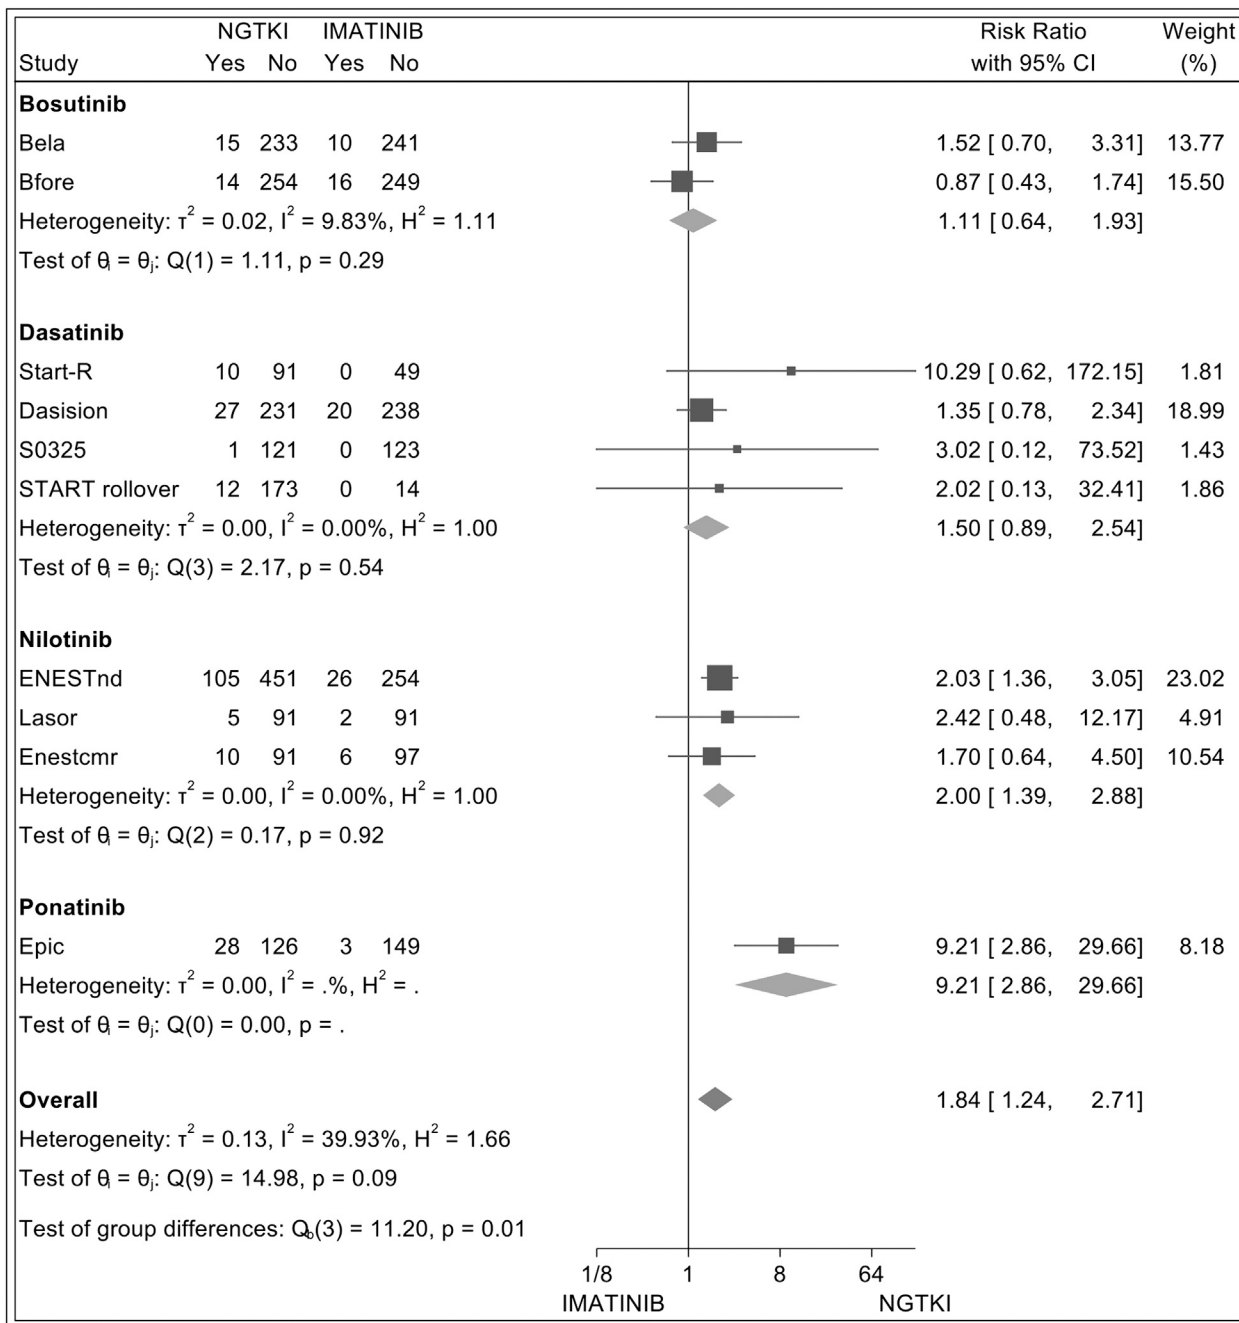 NGTKI IMATINIB Risk Ratio Weight
Study Yes No Yes No with 95% CI (%)
Bosutinib
Bela 15 233 10 241 1.52 [ 0.70, 3.31] 13.77
Bfore 14 254 16 249 0.87 [ 0.43, 1.74] 15.50
Heterogeneity: τ² = 0.02, I² = 9.83%, H² = 1.11 1.11 [ 0.64, 1.93]
Test of θᵢ = θⱼ: Q(1) = 1.11, p = 0.29
Dasatinib
Start-R 10 91 0 49 10.29 [ 0.62, 172.15] 1.81
Dasision 27 231 20 238 1.35 [ 0.78, 2.34] 18.99
S0325 1 121 0 123 3.02 [ 0.12, 73.52] 1.43
START rollover 12 173 0 14 2.02 [ 0.13, 32.41] 1.86
Heterogeneity: τ² = 0.00, I² = 0.00%, H² = 1.00 1.50 [ 0.89, 2.54]
Test of θᵢ = θⱼ: Q(3) = 2.17, p = 0.54
Nilotinib
ENESTnd 105 451 26 254 2.03 [ 1.36, 3.05] 23.02
Lasor 5 91 2 91 2.42 [ 0.48, 12.17] 4.91
Enestcmr 10 91 6 97 1.70 [ 0.64, 4.50] 10.54
Heterogeneity: τ² = 0.00, I² = 0.00%, H² = 1.00 2.00 [ 1.39, 2.88]
Test of θᵢ = θⱼ: Q(2) = 0.17, p = 0.92
Ponatinib
Epic 28 126 3 149 9.21 [ 2.86, 29.66] 8.18
Heterogeneity: τ² = 0.00, I² = .%, H² = . 9.21 [ 2.86, 29.66]
Test of θᵢ = θⱼ: Q(0) = 0.00, p = .
Overall 1.84 [ 1.24, 2.71]
Heterogeneity: τ² = 0.13, I² = 39.93%, H² = 1.66
Test of θᵢ = θⱼ: Q(9) = 14.98, p = 0.09
Test of group differences: Q_b(3) = 11.20, p = 0.01
1/8 1 8 64
IMATINIB NGTKI